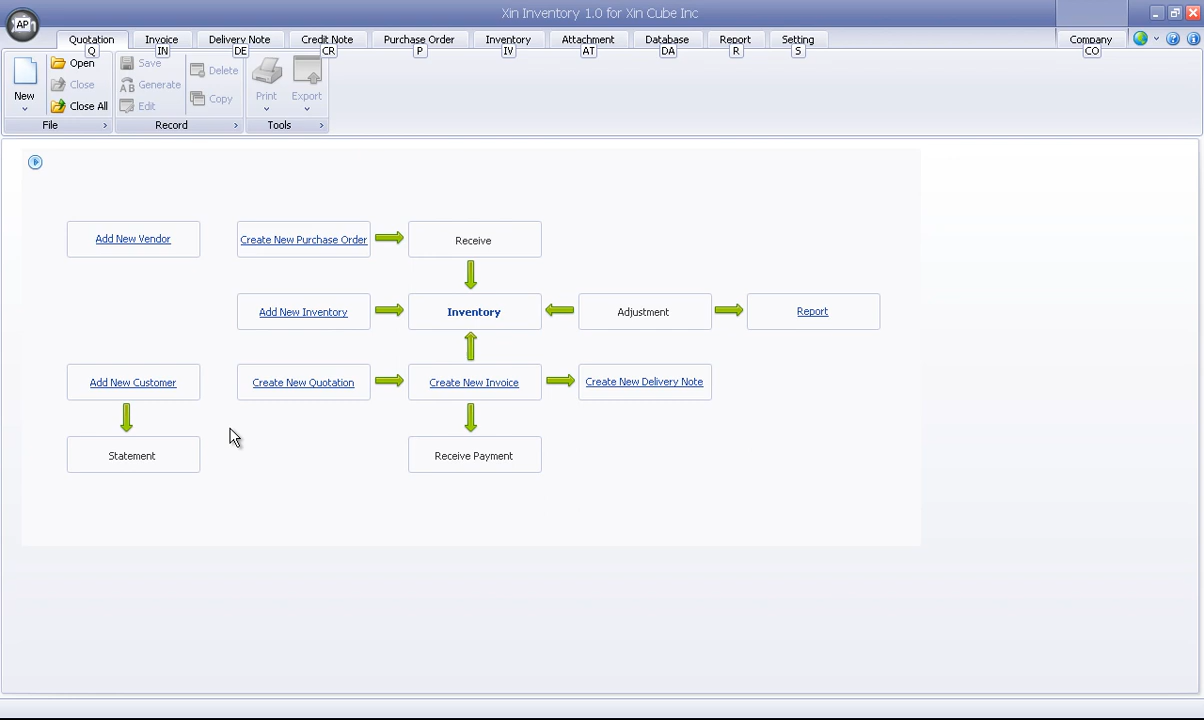 Xin Inventory 1.0 for Xin Cube Inc
AP
Quotation Invoice Delivery Note Credit Note Purchase Order Inventory Attachment Database Report Setting Company
Q IN DE CR P IV AT DA R S CO
New
Open
Close
Close All
File
Save
Generate
Edit
Delete
Copy
Record
Print
Export
Tools
Add New Vendor Create New Purchase Order Receive
Add New Inventory Inventory Adjustment Report
Add New Customer Create New Quotation Create New Invoice Create New Delivery Note
Statement Receive Payment